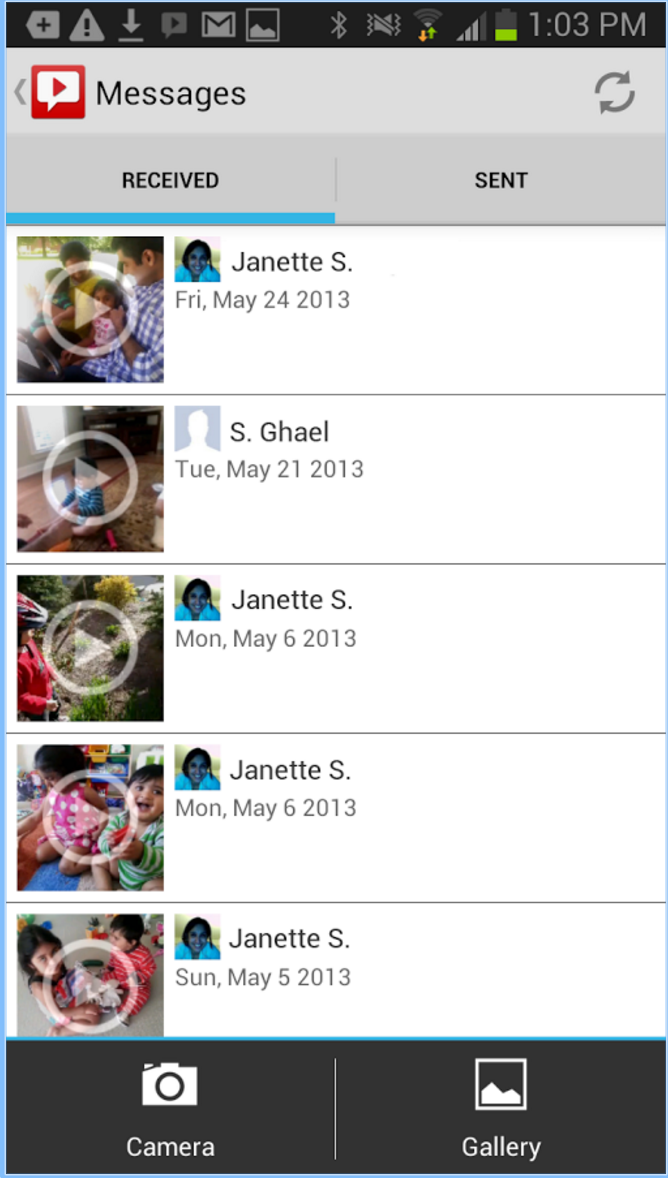 1:03 PM
Messages
RECEIVED
SENT
Janette S.
Fri, May 24 2013
S. Ghael
Tue, May 21 2013
Janette S.
Mon, May 6 2013
Janette S.
Mon, May 6 2013
Janette S.
Sun, May 5 2013
Camera
Gallery